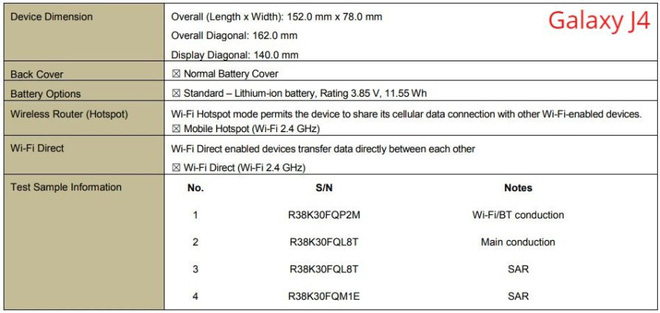 Galaxy J4
Device Dimension
Overall (Length x Width): 152.0 mm x 78.0 mm
Overall Diagonal: 162.0 mm
Display Diagonal: 140.0 mm
Back Cover
☒ Normal Battery Cover
Battery Options
☒ Standard – Lithium-ion battery, Rating 3.85 V, 11.55 Wh
Wireless Router (Hotspot)
Wi-Fi Hotspot mode permits the device to share its cellular data connection with other Wi-Fi-enabled devices.
☒ Mobile Hotspot (Wi-Fi 2.4 GHz)
Wi-Fi Direct
Wi-Fi Direct enabled devices transfer data directly between each other
☒ Wi-Fi Direct (Wi-Fi 2.4 GHz)
Test Sample Information
No. S/N Notes
1 R38K30FQP2M Wi-Fi/BT conduction
2 R38K30FQL8T Main conduction
3 R38K30FQL8T SAR
4 R38K30FQM1E SAR